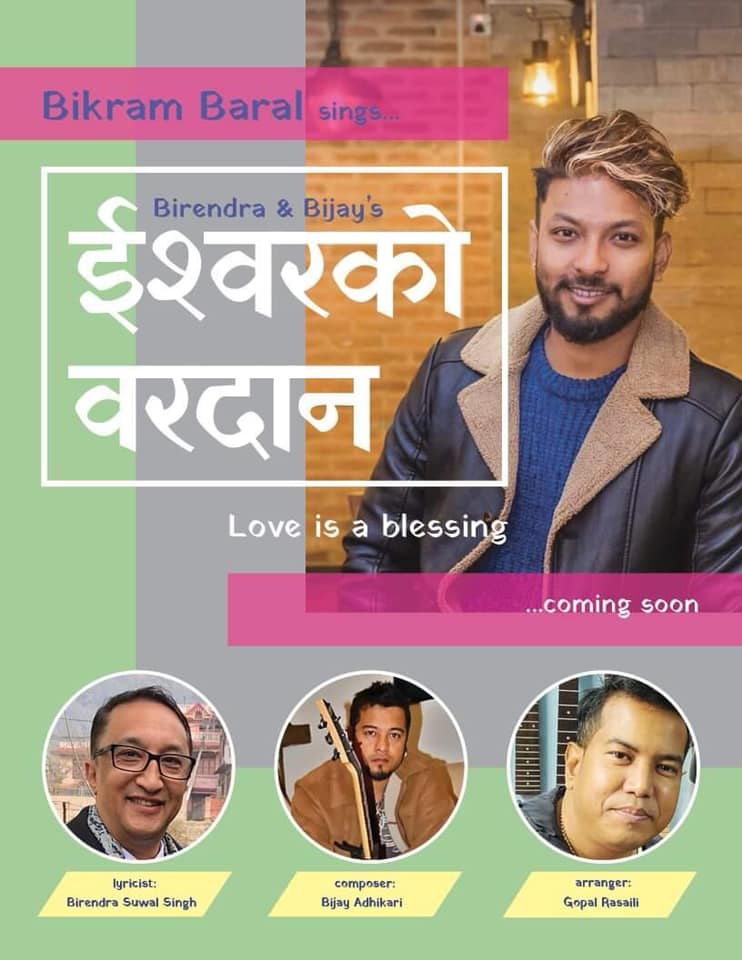 Bikram Baral sings...
Birendra & Bijay's
ईश्वरको
वरदान
Love is a blessing
...coming soon
lyricist:
Birendra Suwal Singh
composer:
Bijay Adhikari
arranger:
Gopal Rasaili